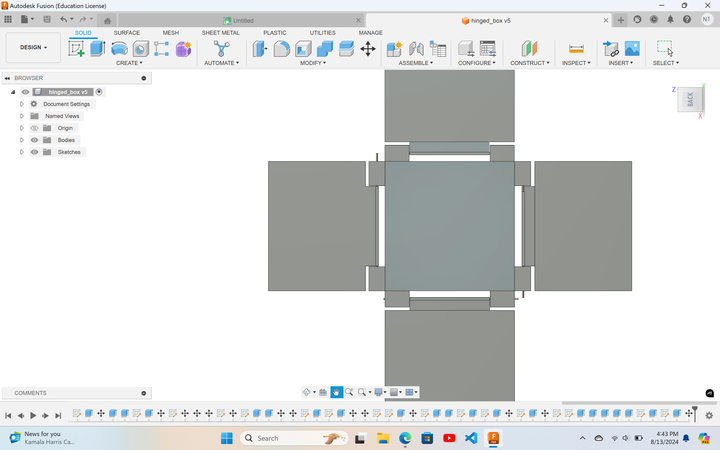 Autodesk Fusion (Education License)
Untitled
hinged_box v5
NT
DESIGN
SOLID
SURFACE
MESH
SHEET METAL
PLASTIC
UTILITIES
MANAGE
CREATE
AUTOMATE
MODIFY
ASSEMBLE
CONFIGURE
CONSTRUCT
INSPECT
INSERT
SELECT
BROWSER
hinged_box v5
Document Settings
Named Views
Origin
Bodies
Sketches
Z
BACK
X
COMMENTS
News for you
Kamala Harris Ca...
Search
4:43 PM
8/13/2024